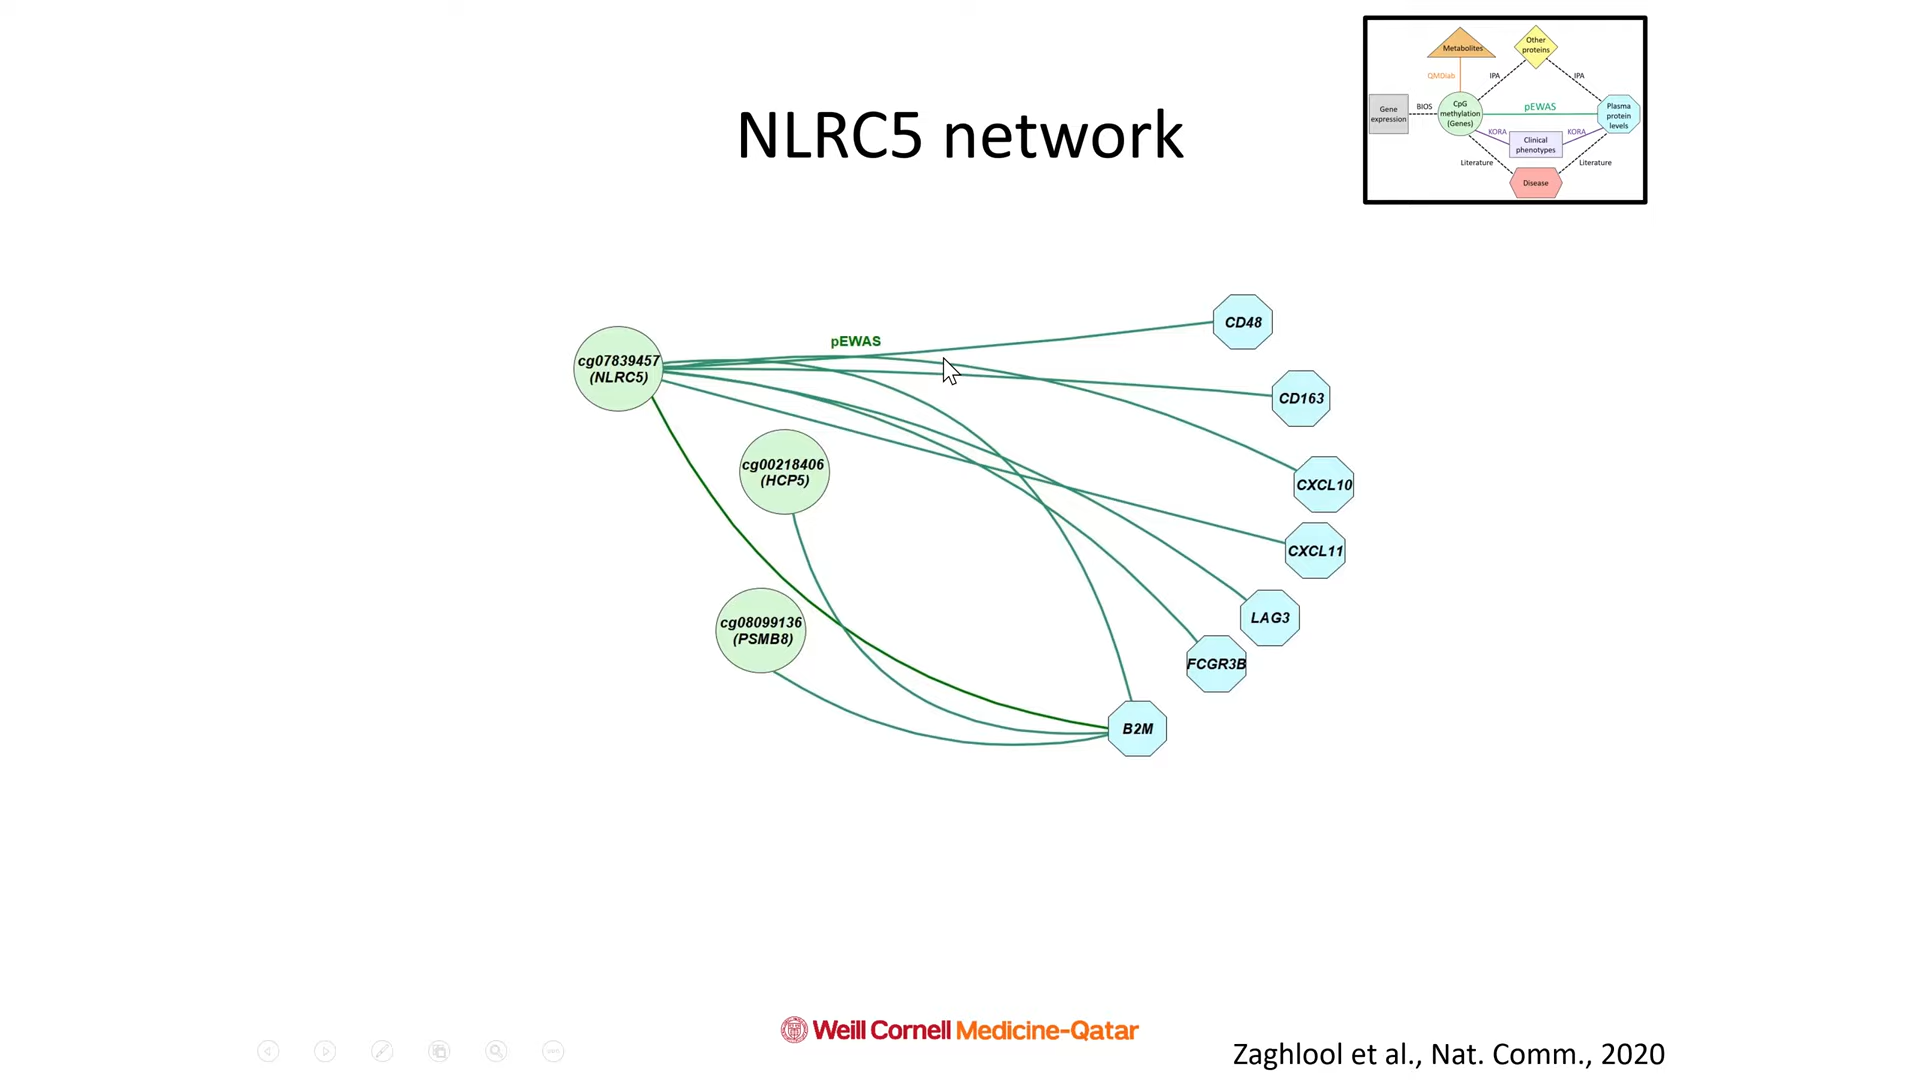 NLRC5 network
Metabolites
Other
proteins
QMDiab
IPA
IPA
Gene
expression
BIOS
CpG
methylation
(Genes)
pEWAS
Plasma
protein
levels
KORA
KORA
Clinical
phenotypes
Literature
Literature
Disease
pEWAS
CD48
cg07839457
(NLRC5)
CD163
cg00218406
(HCP5)
CXCL10
CXCL11
cg08099136
(PSMB8)
LAG3
FCGR3B
B2M
Weill Cornell Medicine-Qatar
Zaghlool et al., Nat. Comm., 2020